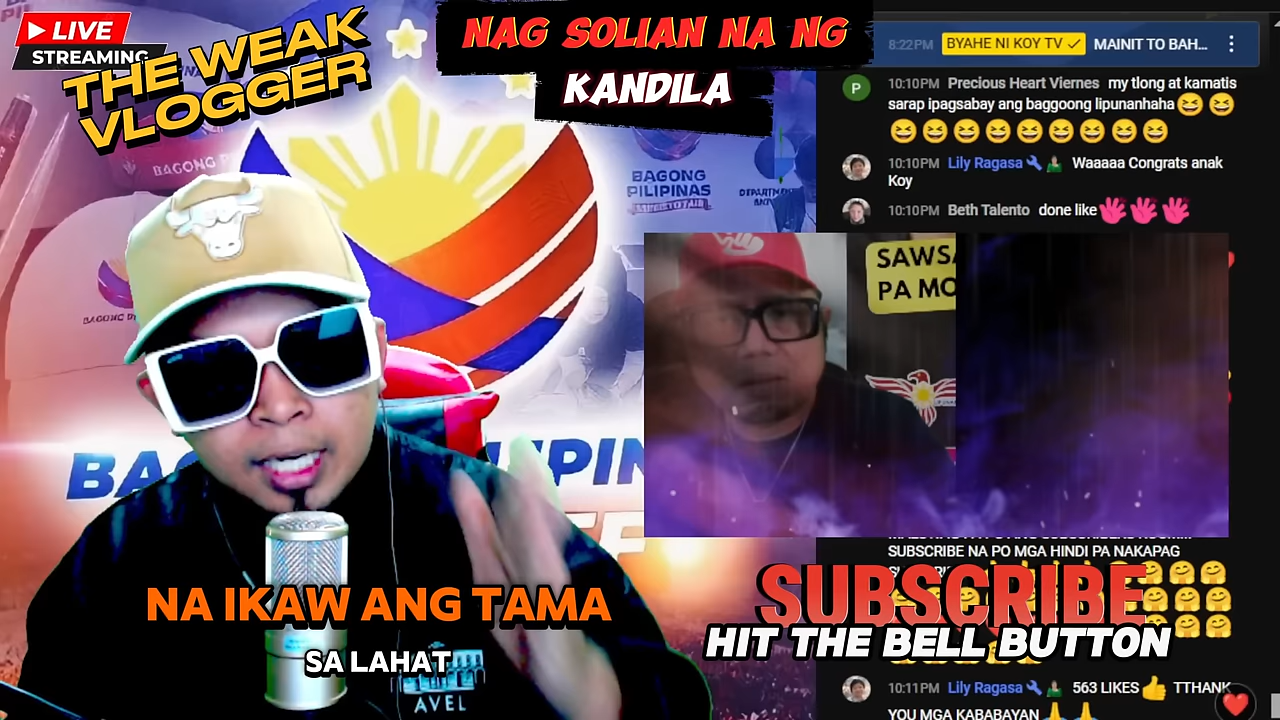 LIVE
STREAMING
THE WEAK
VLOGGER
NAG SOLIAN NA NG
KANDILA
BAGONG
PILIPINAS
8:22PM BYAHE NI KOY TV MAINIT TO BAH...
P
10:10PM Precious Heart Viernes my tlong at kamatis
sarap ipagsabay ang baggoong lipunanhaha😆 😆
😆😆😆😆😆😆😆😆😆
10:10PM Lily Ragasa Waaaaa Congrats anak
Koy
10:10PM Beth Talento done like
PA MO
SUBSCRIBE NA PO MGA HINDI PA NAKAPAG
SUBSCRIBE
HIT THE BELL BUTTON
NA IKAW ANG TAMA
SA LAHAT
AVEL
10:11PM Lily Ragasa 563 LIKES👍 TTHANK
YOU MGA KABABAYAN🙏🙏